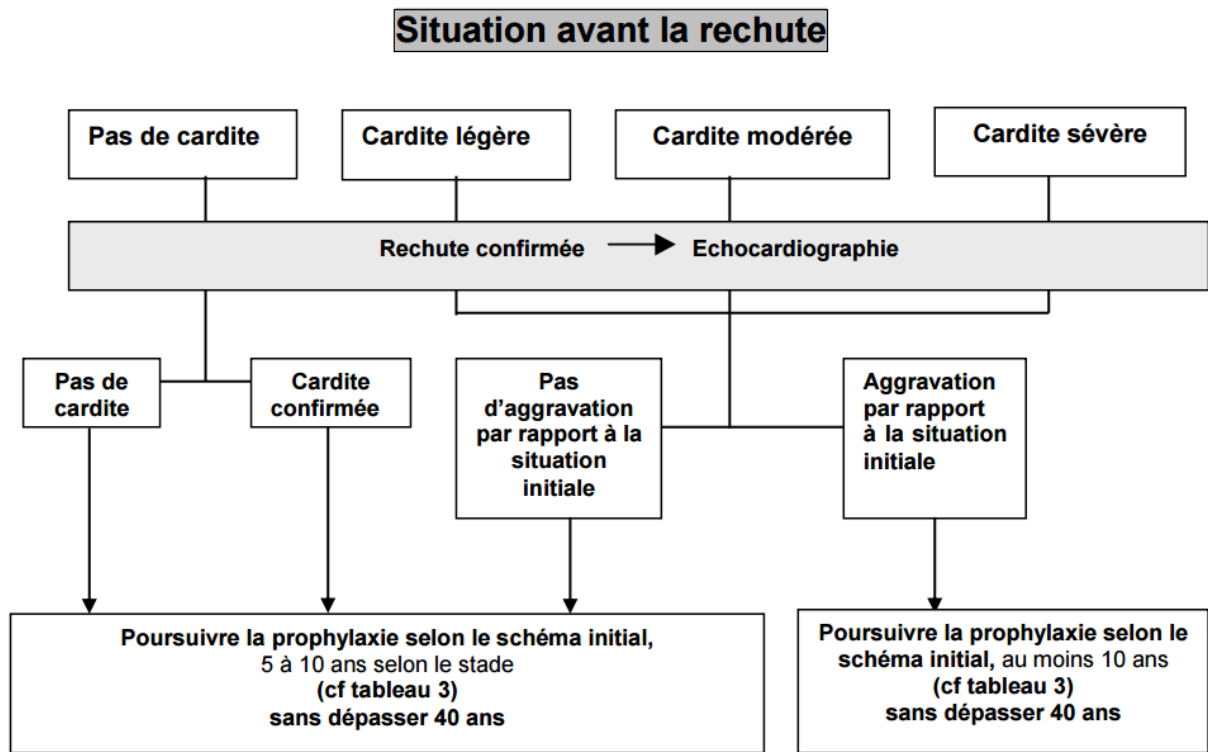 Situation avant la rechute
Pas de cardite
Cardite légère
Cardite modérée
Cardite sévère
Rechute confirmée
Echocardiographie
Pas de
cardite
Cardite
confirmée
Pas
d'aggravation
par rapport à la
situation
initiale
Aggravation
par rapport
à la situation
initiale
Poursuivre la prophylaxie selon le schéma initial,
5 à 10 ans selon le stade
(cf tableau 3)
sans dépasser 40 ans
Poursuivre la prophylaxie selon le
schéma initial, au moins 10 ans
(cf tableau 3)
sans dépasser 40 ans